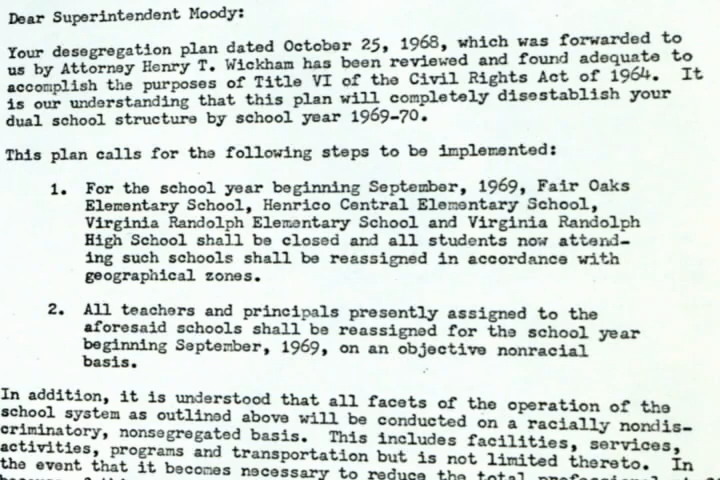 Dear Superintendent Moody:
Your desegregation plan dated October 25, 1968, which was forwarded to
us by Attorney Henry T. Wickham has been reviewed and found adequate to
accomplish the purposes of Title VI of the Civil Rights Act of 1964. It
is our understanding that this plan will completely disestablish your
dual school structure by school year 1969-70.
This plan calls for the following steps to be implemented:
1. For the school year beginning September, 1969, Fair Oaks
Elementary School, Henrico Central Elementary School,
Virginia Randolph Elementary School and Virginia Randolph
High School shall be closed and all students now attend-
ing such schools shall be reassigned in accordance with
geographical zones.
2. All teachers and principals presently assigned to the
aforesaid schools shall be reassigned for the school year
beginning September, 1969, on an objective nonracial
basis.
In addition, it is understood that all facets of the operation of the
school system as outlined above will be conducted on a racially nondis-
criminatory, nonsegregated basis. This includes facilities, services,
activities, programs and transportation but is not limited thereto. In
the event that it becomes necessary to reduce the total professional